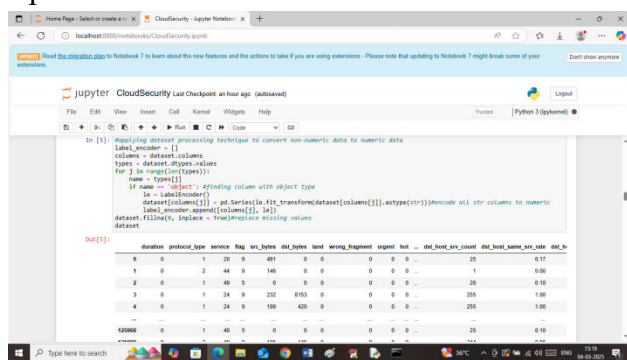 Home Page - Select or create a n
CloudSecurity - Jupyter Notebook
localhost:8888/notebooks/CloudSecurity.ipynb
UPDATE Read the migration plan to Notebook 7 to learn about the new features and the actions to take if you are using extensions - Please note that updating to Notebook 7 might break some of your extensions.
Don't show anymore
jupyter CloudSecurity Last Checkpoint: an hour ago (autosaved)
Logout
File Edit View Insert Cell Kernel Widgets Help
Trusted Python 3 (ipykernel)
Run Code
In [5]: #applying dataset processing technique to convert non-numeric data to numeric data
label_encoder = []
columns = dataset.columns
types = dataset.dtypes.values
for j in range(len(types)):
name = types[j]
if name == 'object': #finding column with object type
le = LabelEncoder()
dataset[columns[j]] = pd.Series(le.fit_transform(dataset[columns[j]].astype(str)))#encode all str columns to numeric
label_encoder.append([columns[j], le])
dataset.fillna(0, inplace = True)#replace missing values
dataset
Out[5]:
duration protocol_type service flag src_bytes dst_bytes land wrong_fragment urgent hot ... dst_host_srv_count dst_host_same_srv_rate dst_h
0 0 1 20 9 491 0 0 0 0 0 ... 25 0.17
1 0 2 44 9 146 0 0 0 0 0 ... 1 0.00
2 0 1 49 5 0 0 0 0 0 0 ... 26 0.10
3 0 1 24 9 232 8153 0 0 0 0 ... 255 1.00
4 0 1 24 9 199 420 0 0 0 0 ... 255 1.00
... ... ... ... ... ... ... ... ... ... ... ... ... ...
125968 0 1 49 5 0 0 0 0 0 0 ... 25 0.10
Type here to search
36°C
ENG
15:19
04-03-2025